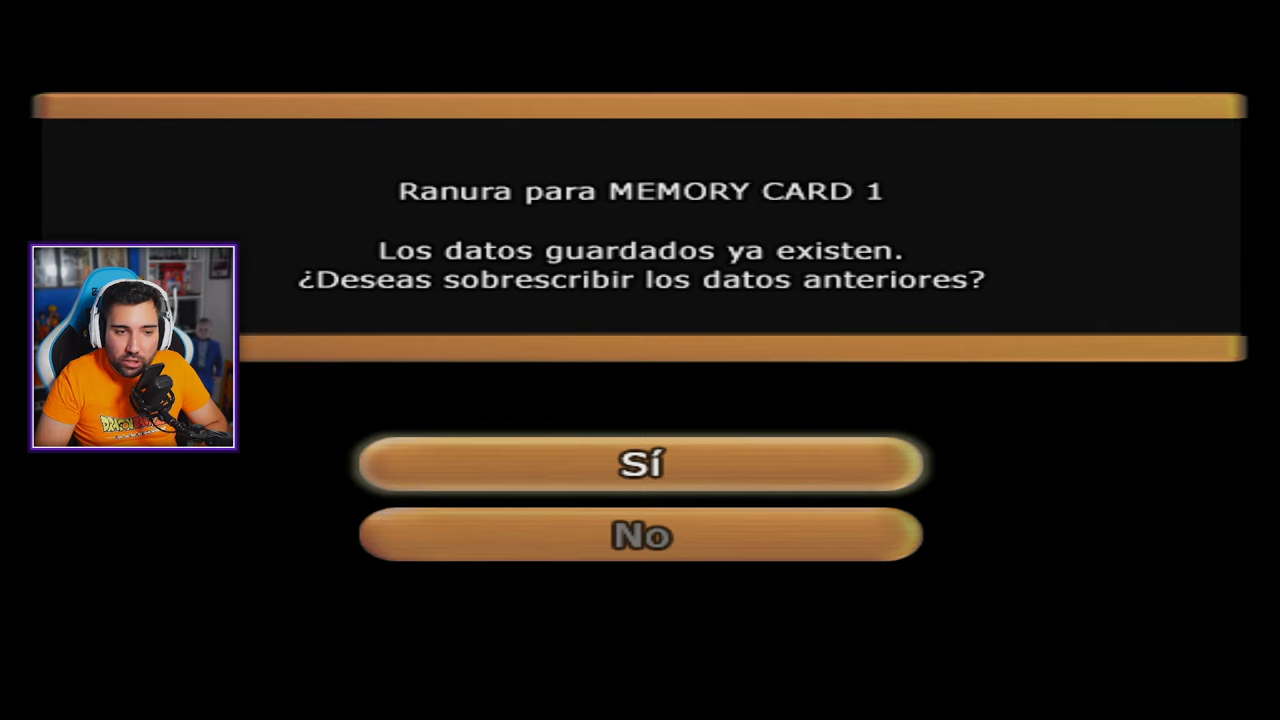 Ranura para MEMORY CARD 1
Los datos guardados ya existen.
¿Deseas sobrescribir los datos anteriores?
Sí
No